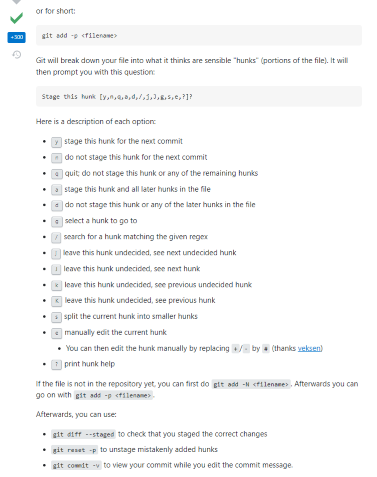 or for short:
git add -p <filename>
+300
Git will break down your file into what it thinks are sensible "hunks" (portions of the file). It will
then prompt you with this question:
Stage this hunk [y,n,q,a,d,/,j,J,g,s,e,?]?
Here is a description of each option:
• y stage this hunk for the next commit
• n do not stage this hunk for the next commit
• q quit; do not stage this hunk or any of the remaining hunks
• a stage this hunk and all later hunks in the file
• d do not stage this hunk or any of the later hunks in the file
• g select a hunk to go to
• / search for a hunk matching the given regex
• j leave this hunk undecided, see next undecided hunk
• J leave this hunk undecided, see next hunk
• k leave this hunk undecided, see previous undecided hunk
• K leave this hunk undecided, see previous hunk
• s split the current hunk into smaller hunks
• e manually edit the current hunk
• You can then edit the hunk manually by replacing +/- by # (thanks veksen)
• ? print hunk help
If the file is not in the repository yet, you can first do git add -N <filename>. Afterwards you can
go on with git add -p <filename>.
Afterwards, you can use:
• git diff --staged to check that you staged the correct changes
• git reset -p to unstage mistakenly added hunks
• git commit -v to view your commit while you edit the commit message.